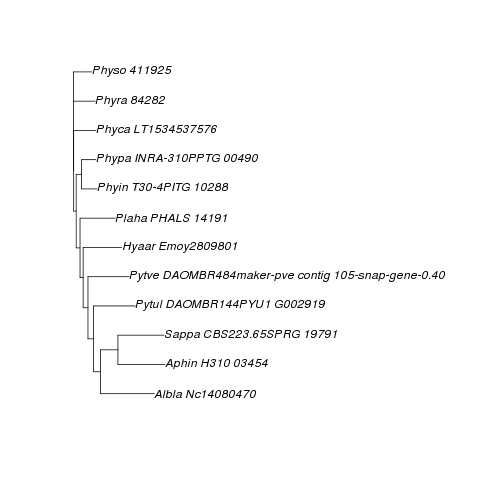 Physo 411925
Phyra 84282
Phyca LT1534537576
Phypa INRA-310PPTG 00490
Phyin T30-4PITG 10288
Plaha PHALS 14191
Hyaar Emoy2809801
Pytve DAOMBR484maker-pve contig 105-snap-gene-0.40
Pytul DAOMBR144PYU1 G002919
Sappa CBS223.65SPRG 19791
Aphin H310 03454
Albla Nc14080470